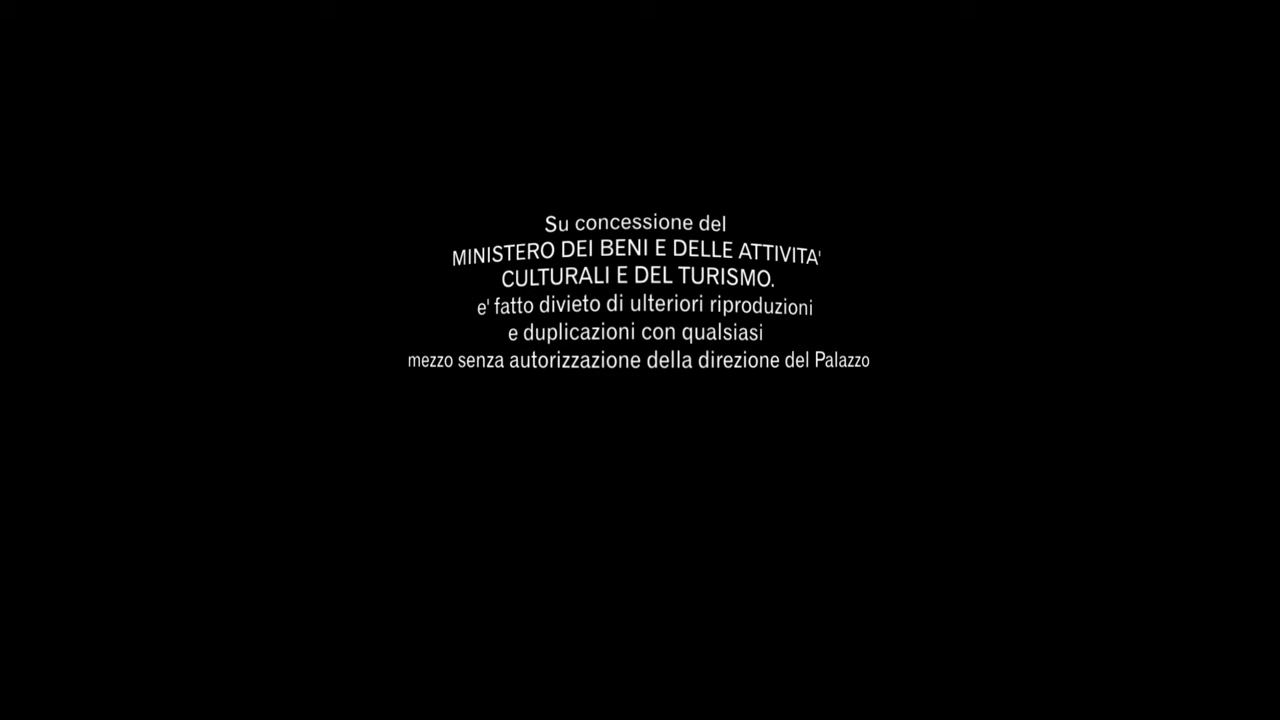 Su concessione del
MINISTERO DEI BENI E DELLE ATTIVITA'
CULTURALI E DEL TURISMO.
e' fatto divieto di ulteriori riproduzioni
e duplicazioni con qualsiasi
mezzo senza autorizzazione della direzione del Palazzo